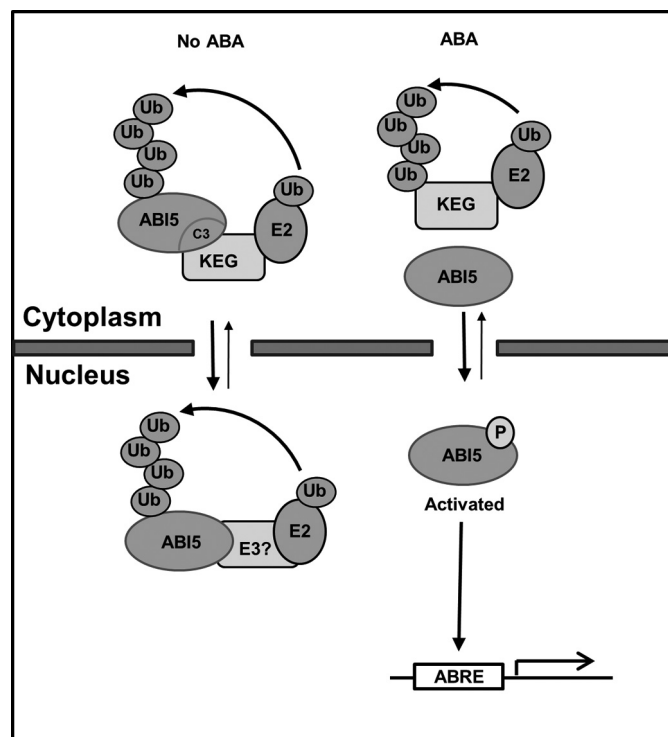 No ABA
ABA
Ub
Ub
Ub
Ub
Ub
ABI5
C3
KEG
E2
Ub
Ub
Ub
Ub
Ub
KEG
E2
ABI5
Cytoplasm
Nucleus
Ub
Ub
Ub
Ub
Ub
ABI5
E3?
E2
P
ABI5
Activated
ABRE